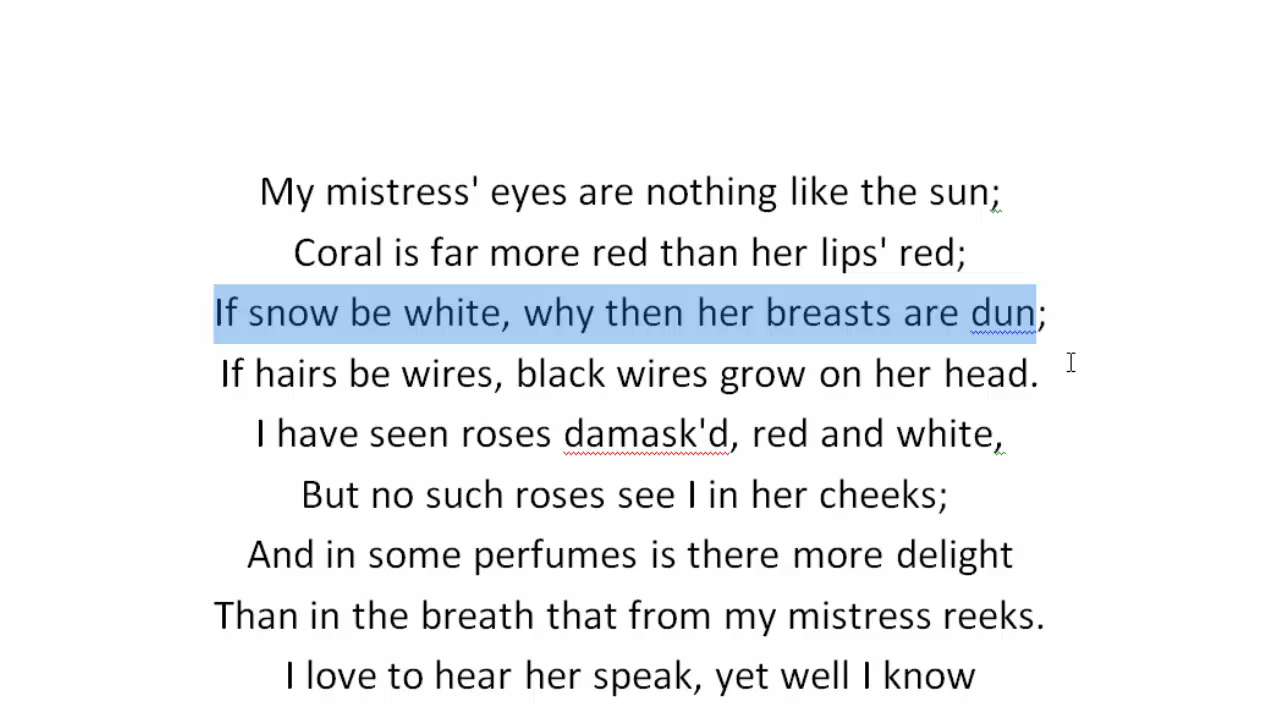 My mistress' eyes are nothing like the sun;
Coral is far more red than her lips' red;
If snow be white, why then her breasts are dun;
If hairs be wires, black wires grow on her head.
I have seen roses damask'd, red and white,
But no such roses see I in her cheeks;
And in some perfumes is there more delight
Than in the breath that from my mistress reeks.
I love to hear her speak, yet well I know